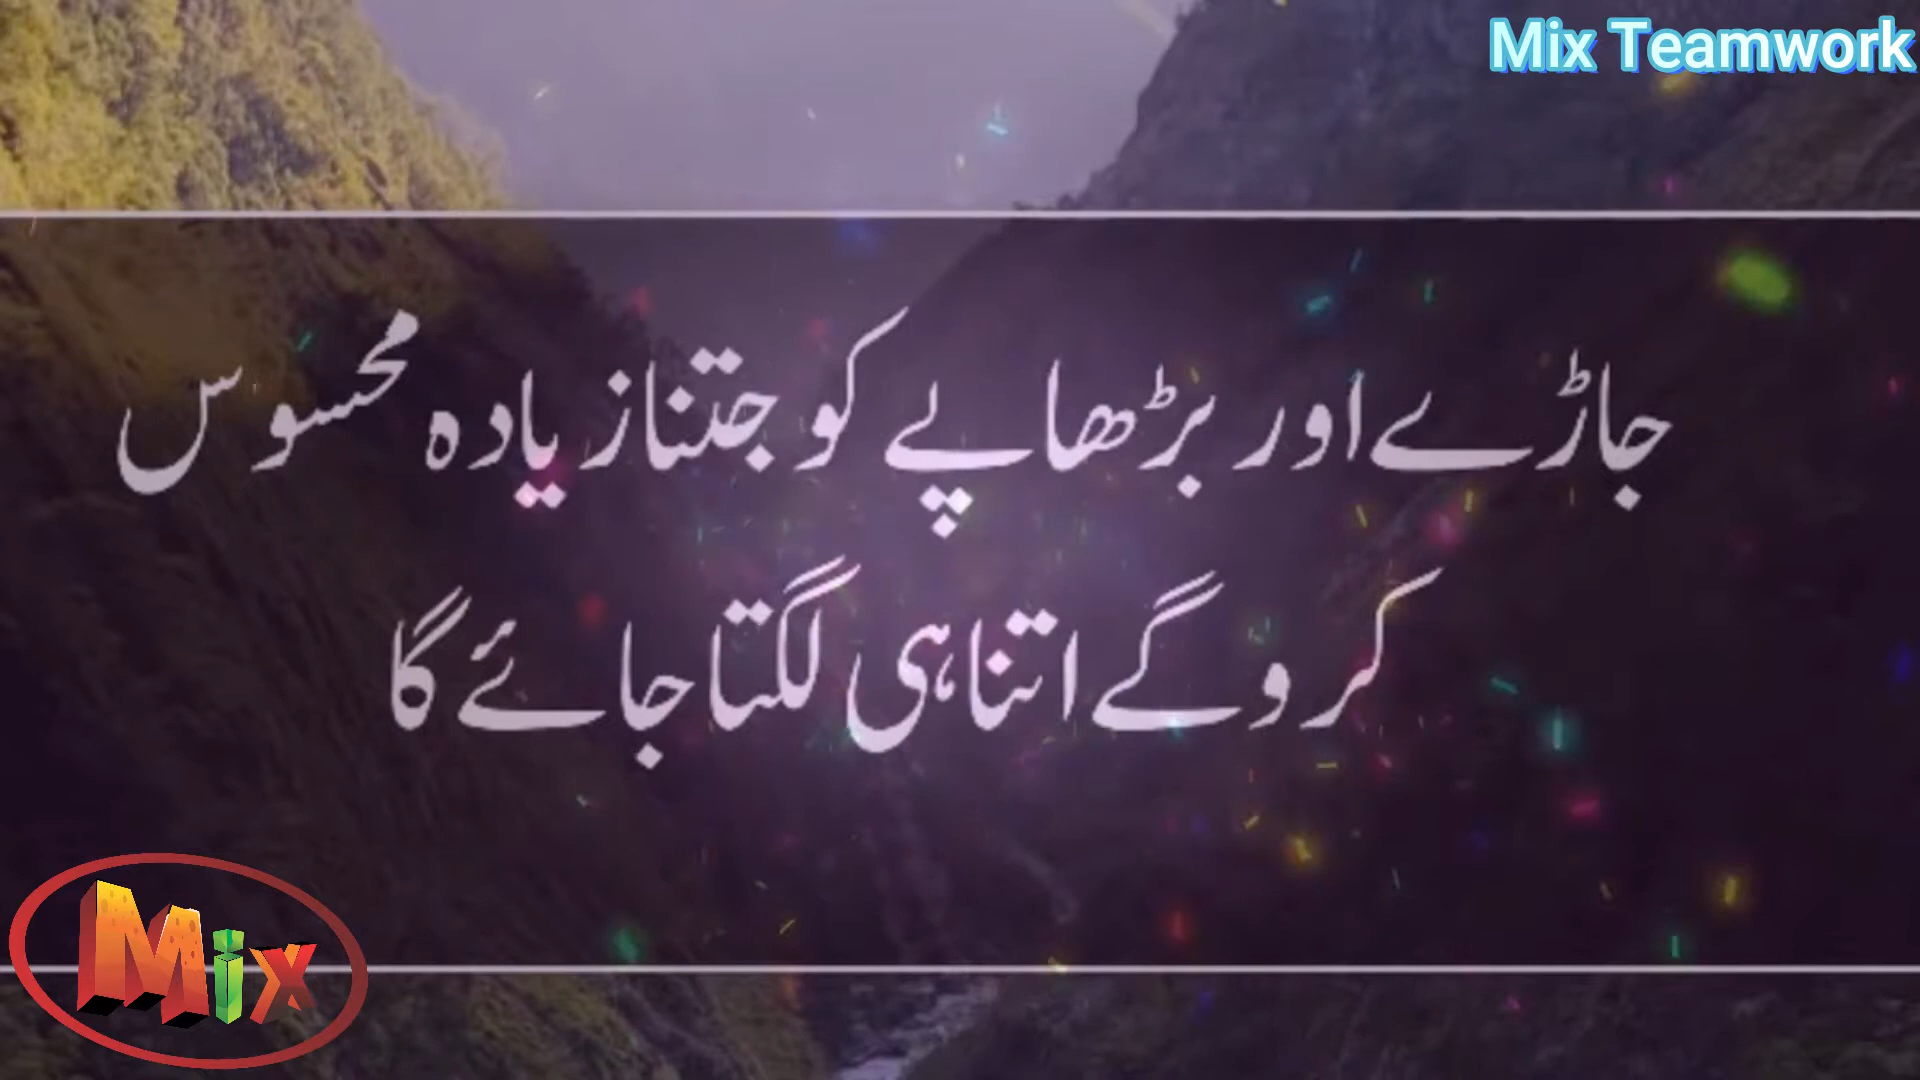 Mix Teamwork
جاڑے اور بڑھاپے کو جتنا زیادہ محسوس
کرو گے اتنا ہی لگتا جائے گا
Mix